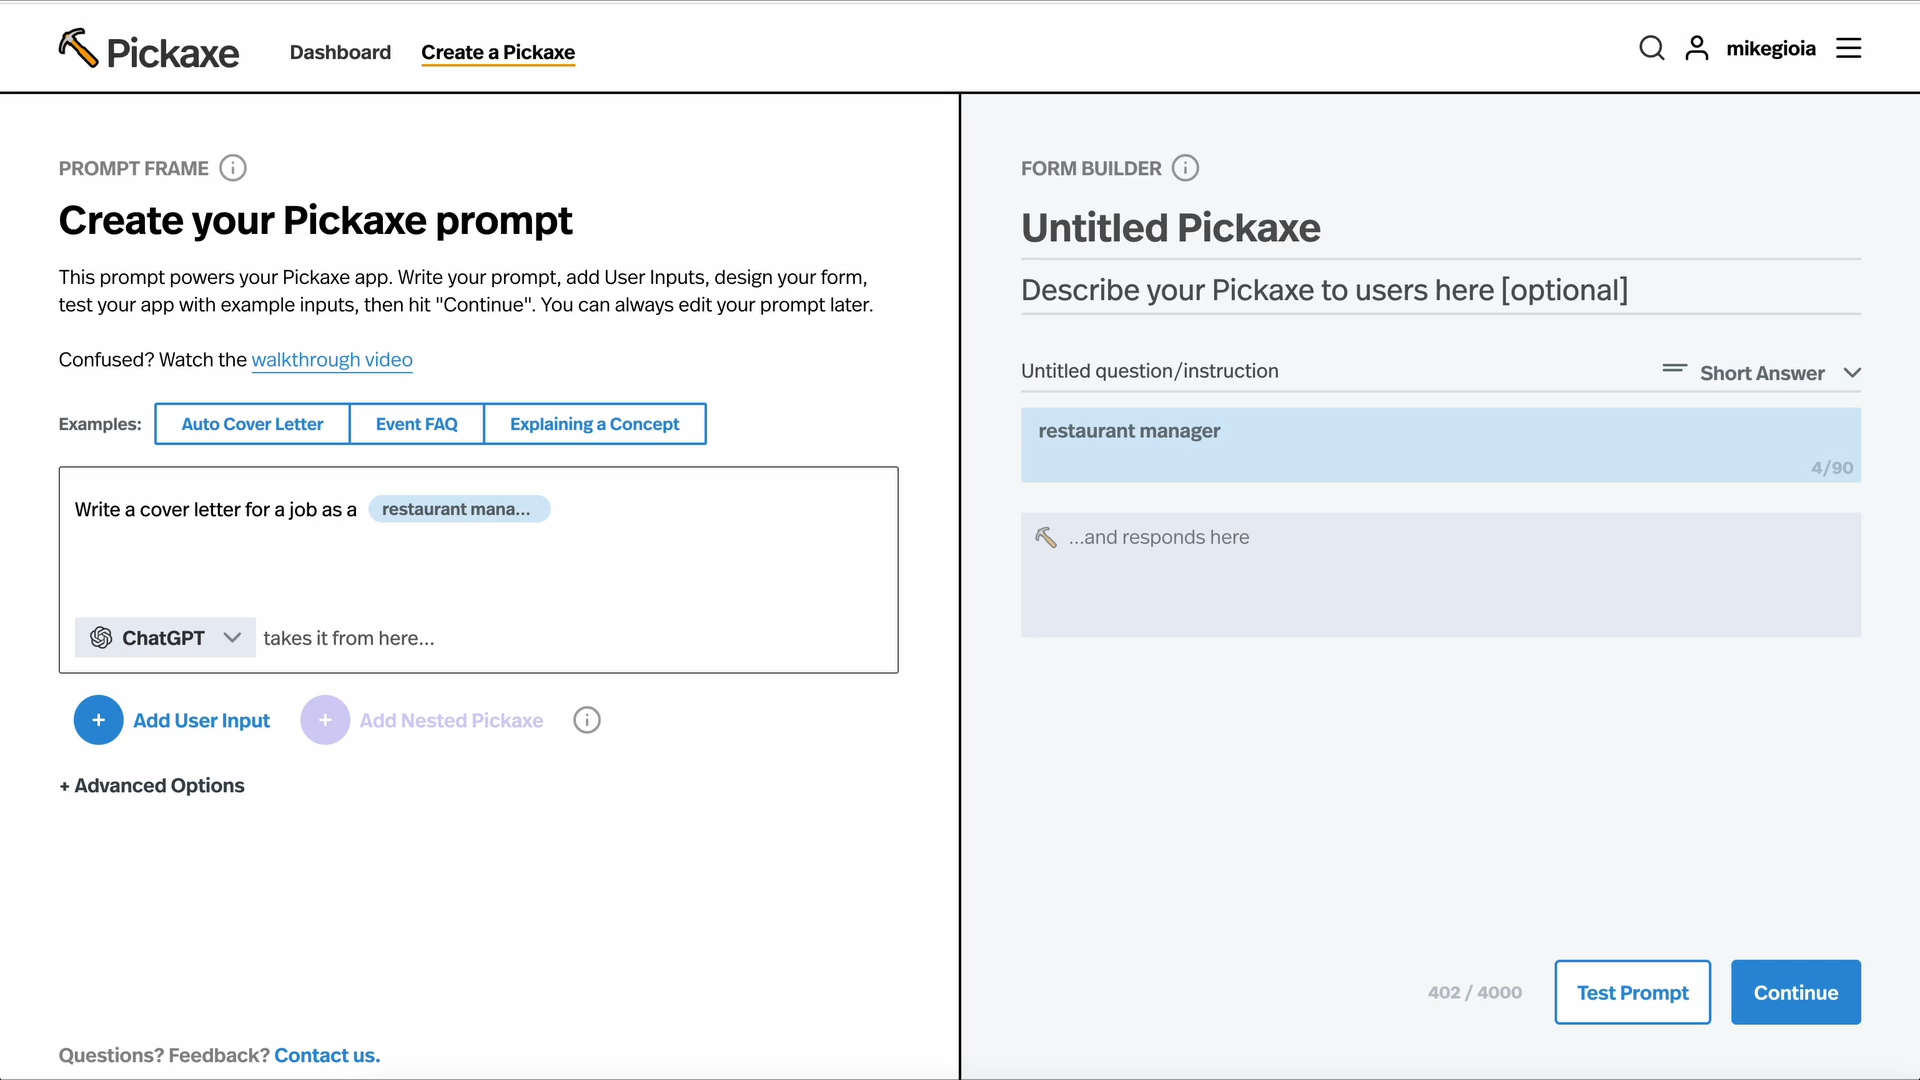 Pickaxe Dashboard Create a Pickaxe mikegioia
PROMPT FRAME
Create your Pickaxe prompt
This prompt powers your Pickaxe app. Write your prompt, add User Inputs, design your form,
test your app with example inputs, then hit "Continue". You can always edit your prompt later.
Confused? Watch the walkthrough video
Examples: Auto Cover Letter Event FAQ Explaining a Concept
Write a cover letter for a job as a restaurant mana...
ChatGPT takes it from here...
+ Add User Input + Add Nested Pickaxe
+ Advanced Options
Questions? Feedback? Contact us.
FORM BUILDER
Untitled Pickaxe
Describe your Pickaxe to users here [optional]
Untitled question/instruction Short Answer
restaurant manager
4/90
...and responds here
402 / 4000 Test Prompt Continue